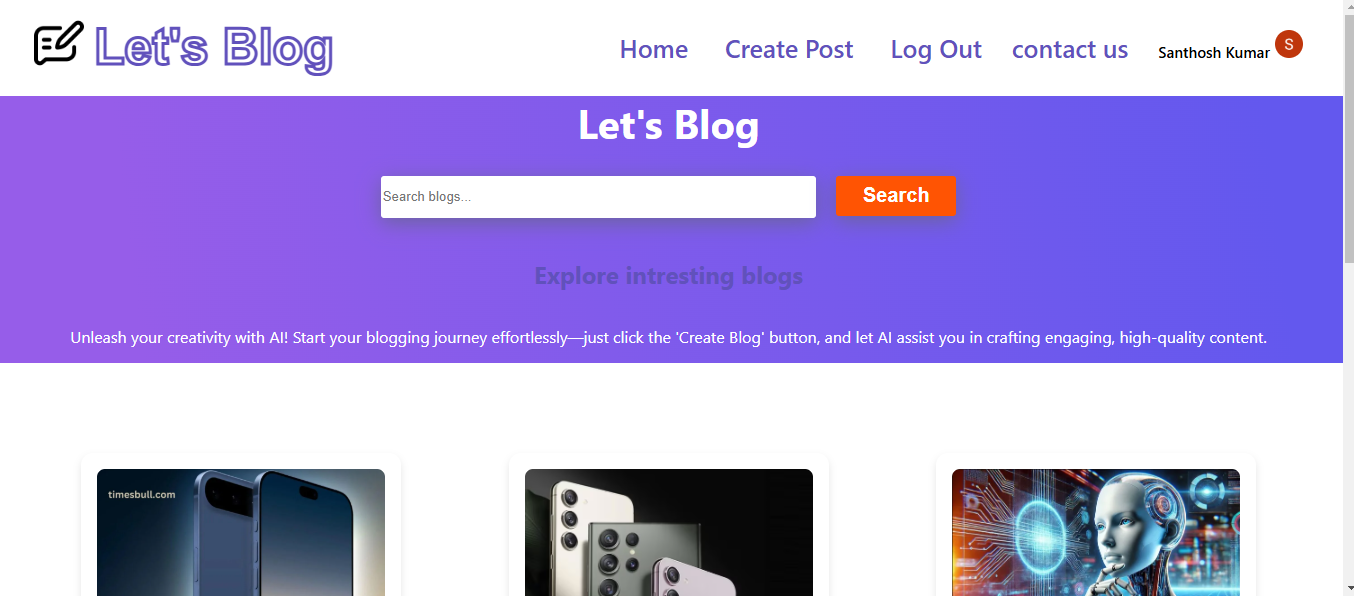 Let's Blog
Home Create Post Log Out contact us Santhosh Kumar S
Let's Blog
Search blogs... Search
Explore intresting blogs
Unleash your creativity with AI! Start your blogging journey effortlessly—just click the 'Create Blog' button, and let AI assist you in crafting engaging, high-quality content.
timesbull.com